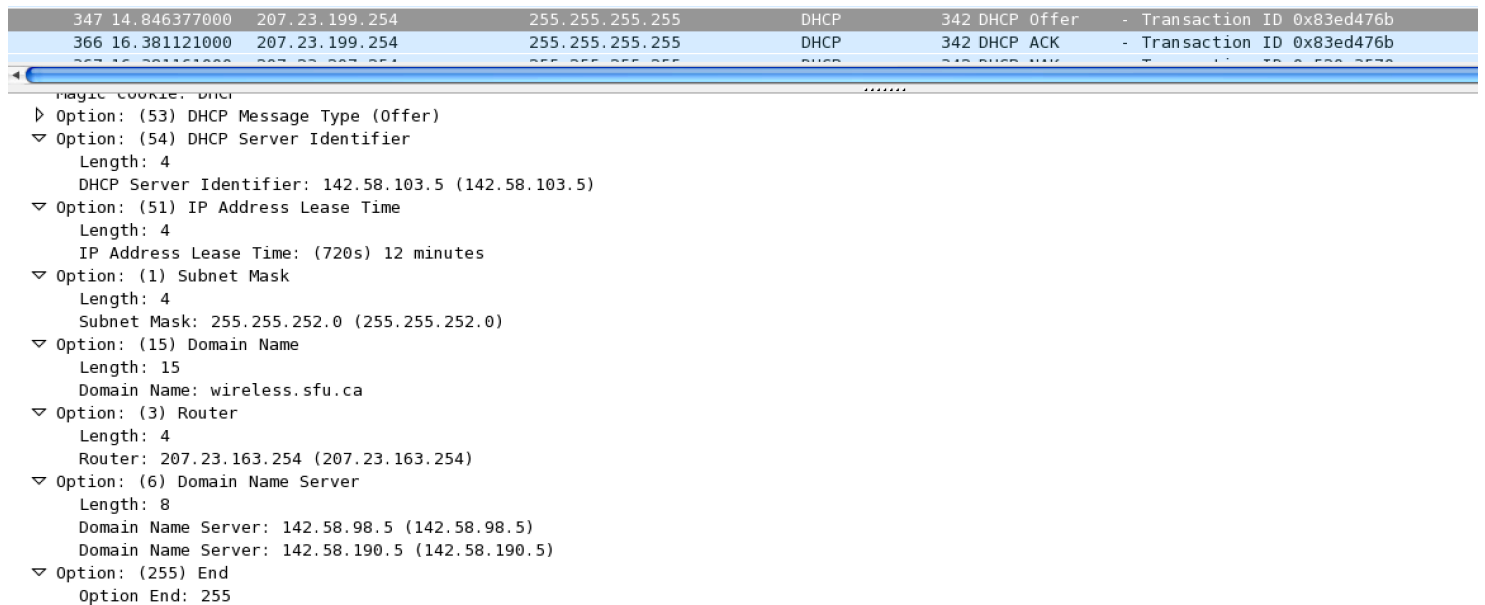 347 14.846377000 207.23.199.254 255.255.255.255 DHCP 342 DHCP Offer - Transaction ID 0x83ed476b
366 16.381121000 207.23.199.254 255.255.255.255 DHCP 342 DHCP ACK - Transaction ID 0x83ed476b
Magic cookie: DHCP
Option: (53) DHCP Message Type (Offer)
Option: (54) DHCP Server Identifier
Length: 4
DHCP Server Identifier: 142.58.103.5 (142.58.103.5)
Option: (51) IP Address Lease Time
Length: 4
IP Address Lease Time: (720s) 12 minutes
Option: (1) Subnet Mask
Length: 4
Subnet Mask: 255.255.252.0 (255.255.252.0)
Option: (15) Domain Name
Length: 15
Domain Name: wireless.sfu.ca
Option: (3) Router
Length: 4
Router: 207.23.163.254 (207.23.163.254)
Option: (6) Domain Name Server
Length: 8
Domain Name Server: 142.58.98.5 (142.58.98.5)
Domain Name Server: 142.58.190.5 (142.58.190.5)
Option: (255) End
Option End: 255